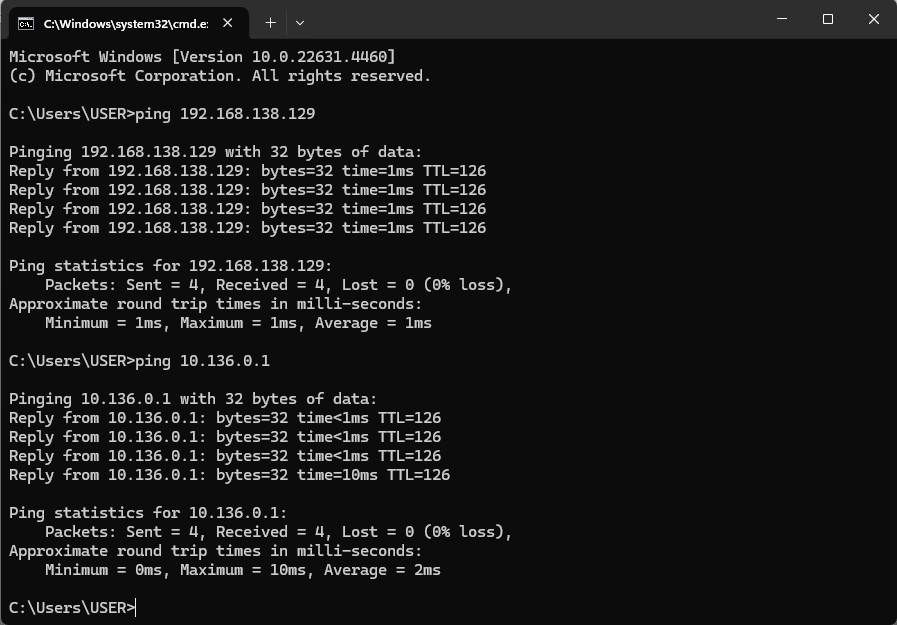 C:\Windows\system32\cmd.e:
Microsoft Windows [Version 10.0.22631.4460]
(c) Microsoft Corporation. All rights reserved.
C:\Users\USER>ping 192.168.138.129
Pinging 192.168.138.129 with 32 bytes of data:
Reply from 192.168.138.129: bytes=32 time=1ms TTL=126
Reply from 192.168.138.129: bytes=32 time=1ms TTL=126
Reply from 192.168.138.129: bytes=32 time=1ms TTL=126
Reply from 192.168.138.129: bytes=32 time=1ms TTL=126
Ping statistics for 192.168.138.129:
    Packets: Sent = 4, Received = 4, Lost = 0 (0% loss),
Approximate round trip times in milli-seconds:
    Minimum = 1ms, Maximum = 1ms, Average = 1ms
C:\Users\USER>ping 10.136.0.1
Pinging 10.136.0.1 with 32 bytes of data:
Reply from 10.136.0.1: bytes=32 time<1ms TTL=126
Reply from 10.136.0.1: bytes=32 time<1ms TTL=126
Reply from 10.136.0.1: bytes=32 time<1ms TTL=126
Reply from 10.136.0.1: bytes=32 time=10ms TTL=126
Ping statistics for 10.136.0.1:
    Packets: Sent = 4, Received = 4, Lost = 0 (0% loss),
Approximate round trip times in milli-seconds:
    Minimum = 0ms, Maximum = 10ms, Average = 2ms
C:\Users\USER>